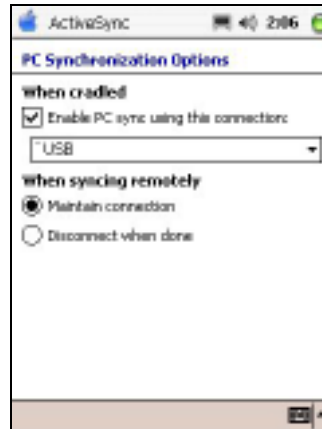 ActiveSync 2:06
PC Synchronization Options
When cradled
Enable PC sync using this connection:
`USB
When syncing remotely
Maintain connection
Disconnect when done